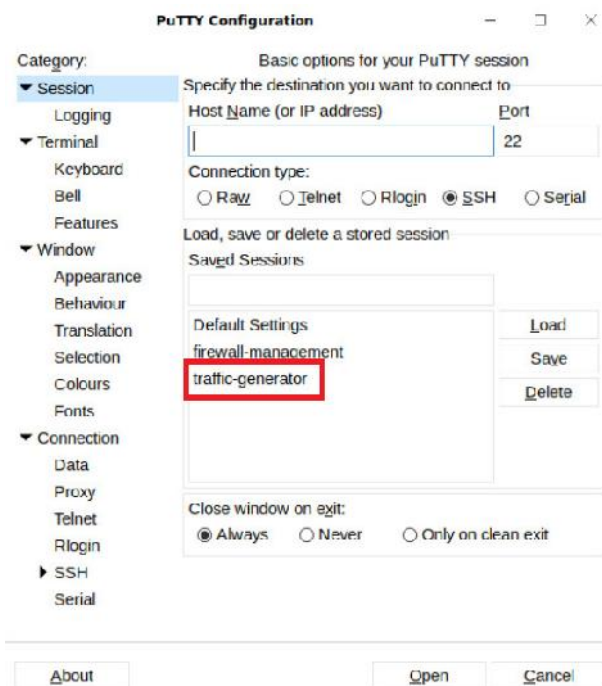 PuTTY Configuration
Category:
Session
Logging
Terminal
Keyboard
Bell
Features
Window
Appearance
Behaviour
Translation
Selection
Colours
Fonts
Connection
Data
Proxy
Telnet
Rlogin
SSH
Serial
Basic options for your PuTTY session
Specify the destination you want to connect to
Host Name (or IP address) Port
22
Connection type:
Raw Telnet Rlogin SSH Serial
Load, save or delete a stored session
Saved Sessions
Default Settings Load
firewall-management Save
traffic-generator
Delete
Close window on exit:
Always Never Only on clean exit
About Open Cancel